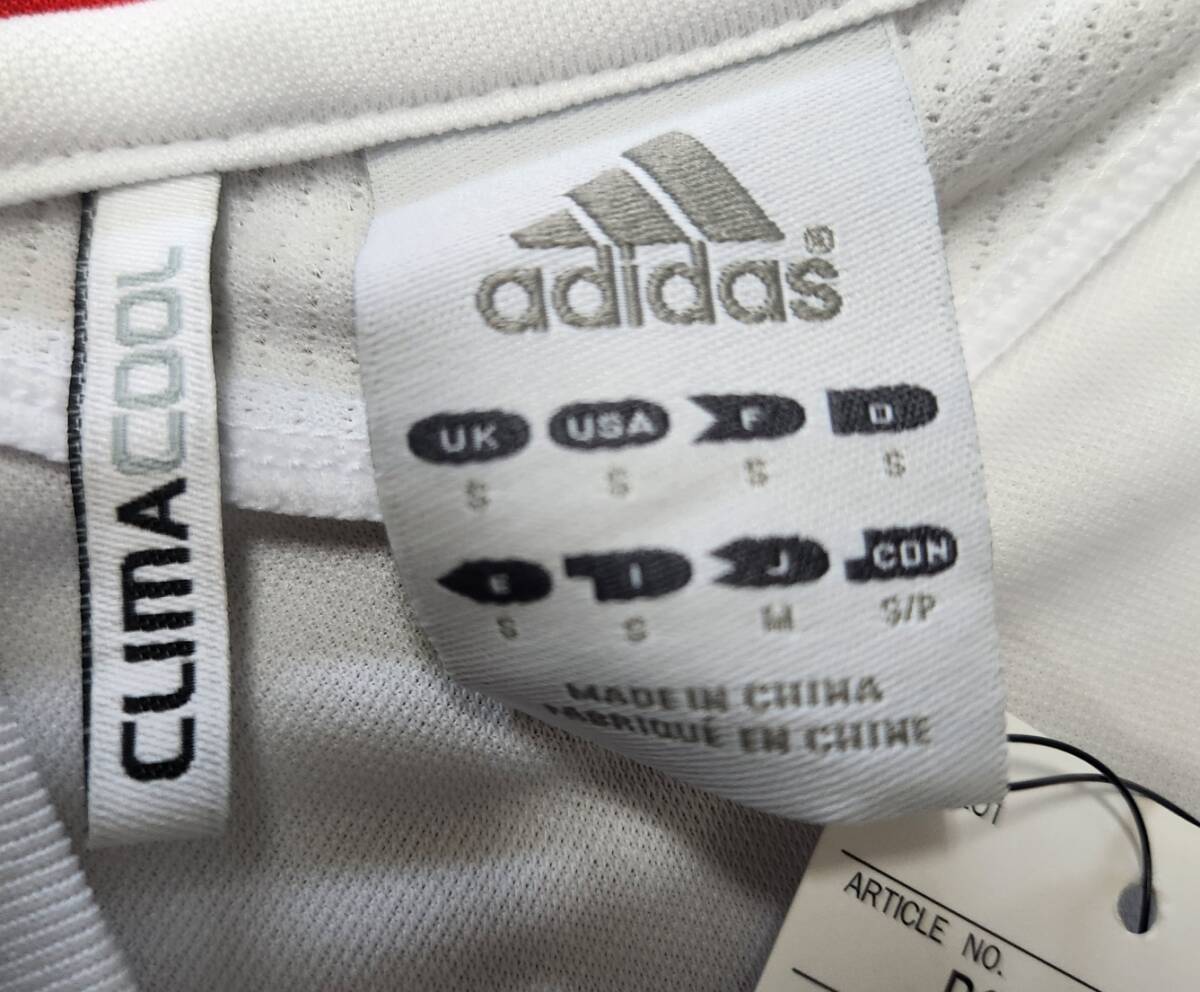 CLIMACOOL
adidas®
UK USA F D
S S S S
E I J CON
S S M S/P
MADE IN CHINA
FABRIQUÉ EN CHINE
ARTICLE NO.